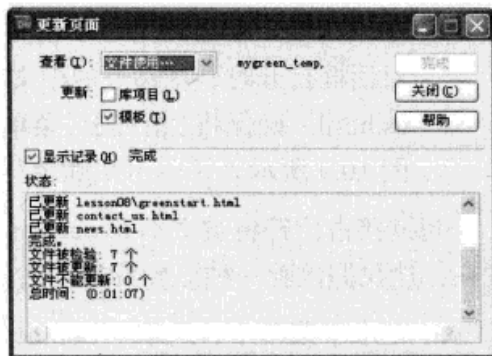 更新页面
查看(I): 文件使用… mygreen_temp,
完成
更新: 库项目(L)
关闭(C)
模板(T)
帮助
显示记录(H) 完成
状态:
已更新 lesson08\greenstart.html
已更新 contact_us.html
已更新 news.html
完成。
文件被检验: 7 个
文件被更新: 7 个
文件不能更新: 0 个
总时间: (0:01:07)